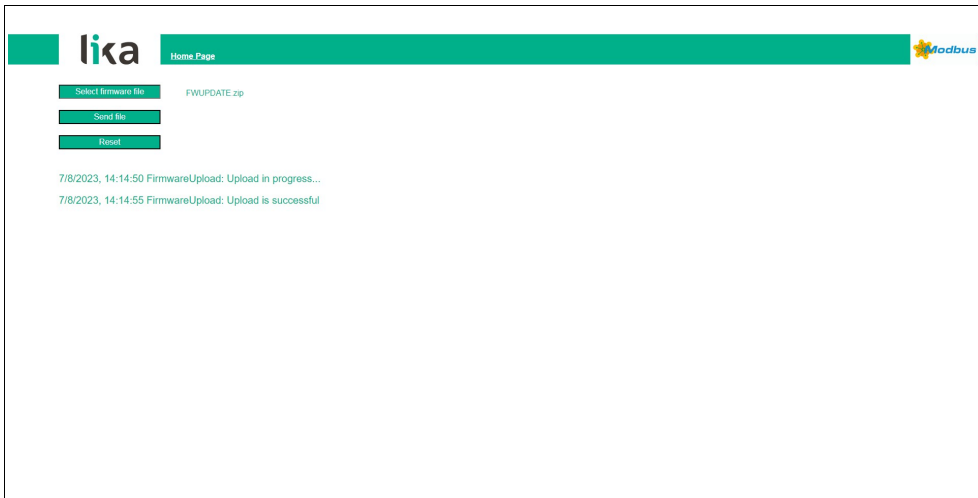 lika
Home Page
Modbus
Select firmware file
FWUPDATE.zip
Send file
Reset
7/8/2023, 14:14:50 FirmwareUpload: Upload in progress...
7/8/2023, 14:14:55 FirmwareUpload: Upload is successful